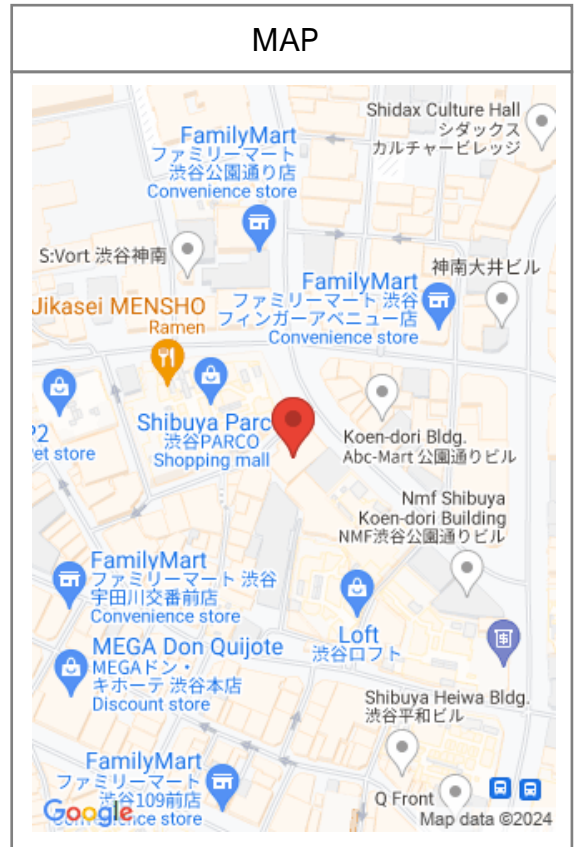 MAP
Shidax Culture Hall
シダックス
カルチャービレッジ
FamilyMart
ファミリーマート
渋谷公園通り店
Convenience store
S:Vort 渋谷神南
神南大井ビル
FamilyMart
ファミリーマート 渋谷
フィンガーアベニュー店
Convenience store
Jikasei MENSHO
Ramen
Shibuya Parc
渋谷PARCO
Shopping mall
P2
et store
Koen-dori Bldg.
Abc-Mart 公園通りビル
Nmf Shibuya
Koen-dori Building
NMF渋谷公園通りビル
FamilyMart
ファミリーマート 渋谷
宇田川交番前店
Convenience store
Loft
渋谷ロフト
MEGA Don Quijote
MEGAドン・
キホーテ 渋谷本店
Discount store
Shibuya Heiwa Bldg.
渋谷平和ビル
FamilyMart
ファミリーマート
渋谷109前店
Convenience store
Q Front
Google
Map data ©2024